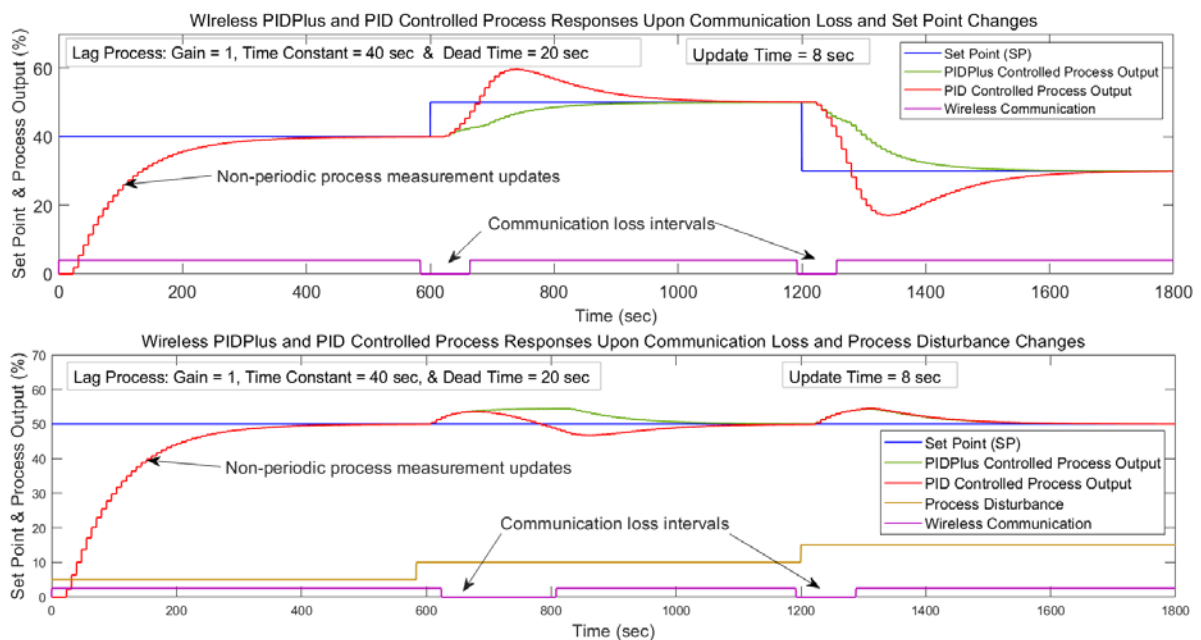 WIreless PIDPlus and PID Controlled Process Responses Upon Communication Loss and Set Point Changes
Lag Process: Gain = 1, Time Constant = 40 sec & Dead Time = 20 sec
Update Time = 8 sec
Set Point (SP)
PIDPlus Controlled Process Output
PID Controlled Process Output
Wireless Communication
Set Point & Process Output (%)
60
40
20
0
Non-periodic process measurement updates
Communication loss intervals
0 200 400 600 800 1000 1200 1400 1600 1800
Time (sec)
Wireless PIDPlus and PID Controlled Process Responses Upon Communication Loss and Process Disturbance Changes
Lag Process: Gain = 1, Time Constant = 40 sec, & Dead Time = 20 sec
Update Time = 8 sec
Set Point & Process Output (%)
70
60
50
40
30
20
10
0
Set Point (SP)
PIDPlus Controlled Process Output
PID Controlled Process Output
Process Disturbance
Wireless Communication
Non-periodic process measurement updates
Communication loss intervals
0 200 400 600 800 1000 1200 1400 1600 1800
Time (sec)